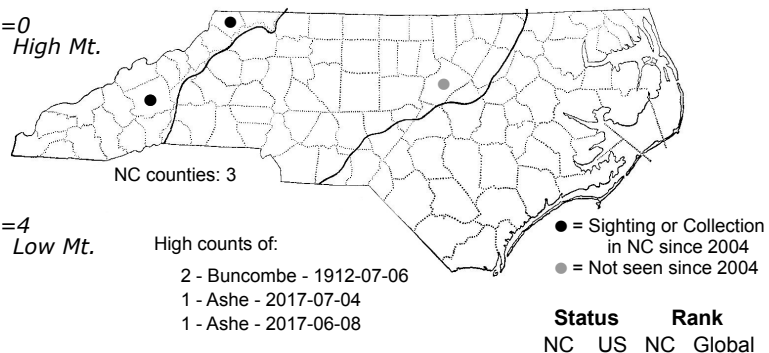 =0
High Mt.
NC counties: 3
=4
Low Mt.
High counts of:
2 - Buncombe - 1912-07-06
1 - Ashe - 2017-07-04
1 - Ashe - 2017-06-08
● = Sighting or Collection
in NC since 2004
● = Not seen since 2004
Status Rank
NC US NC Global